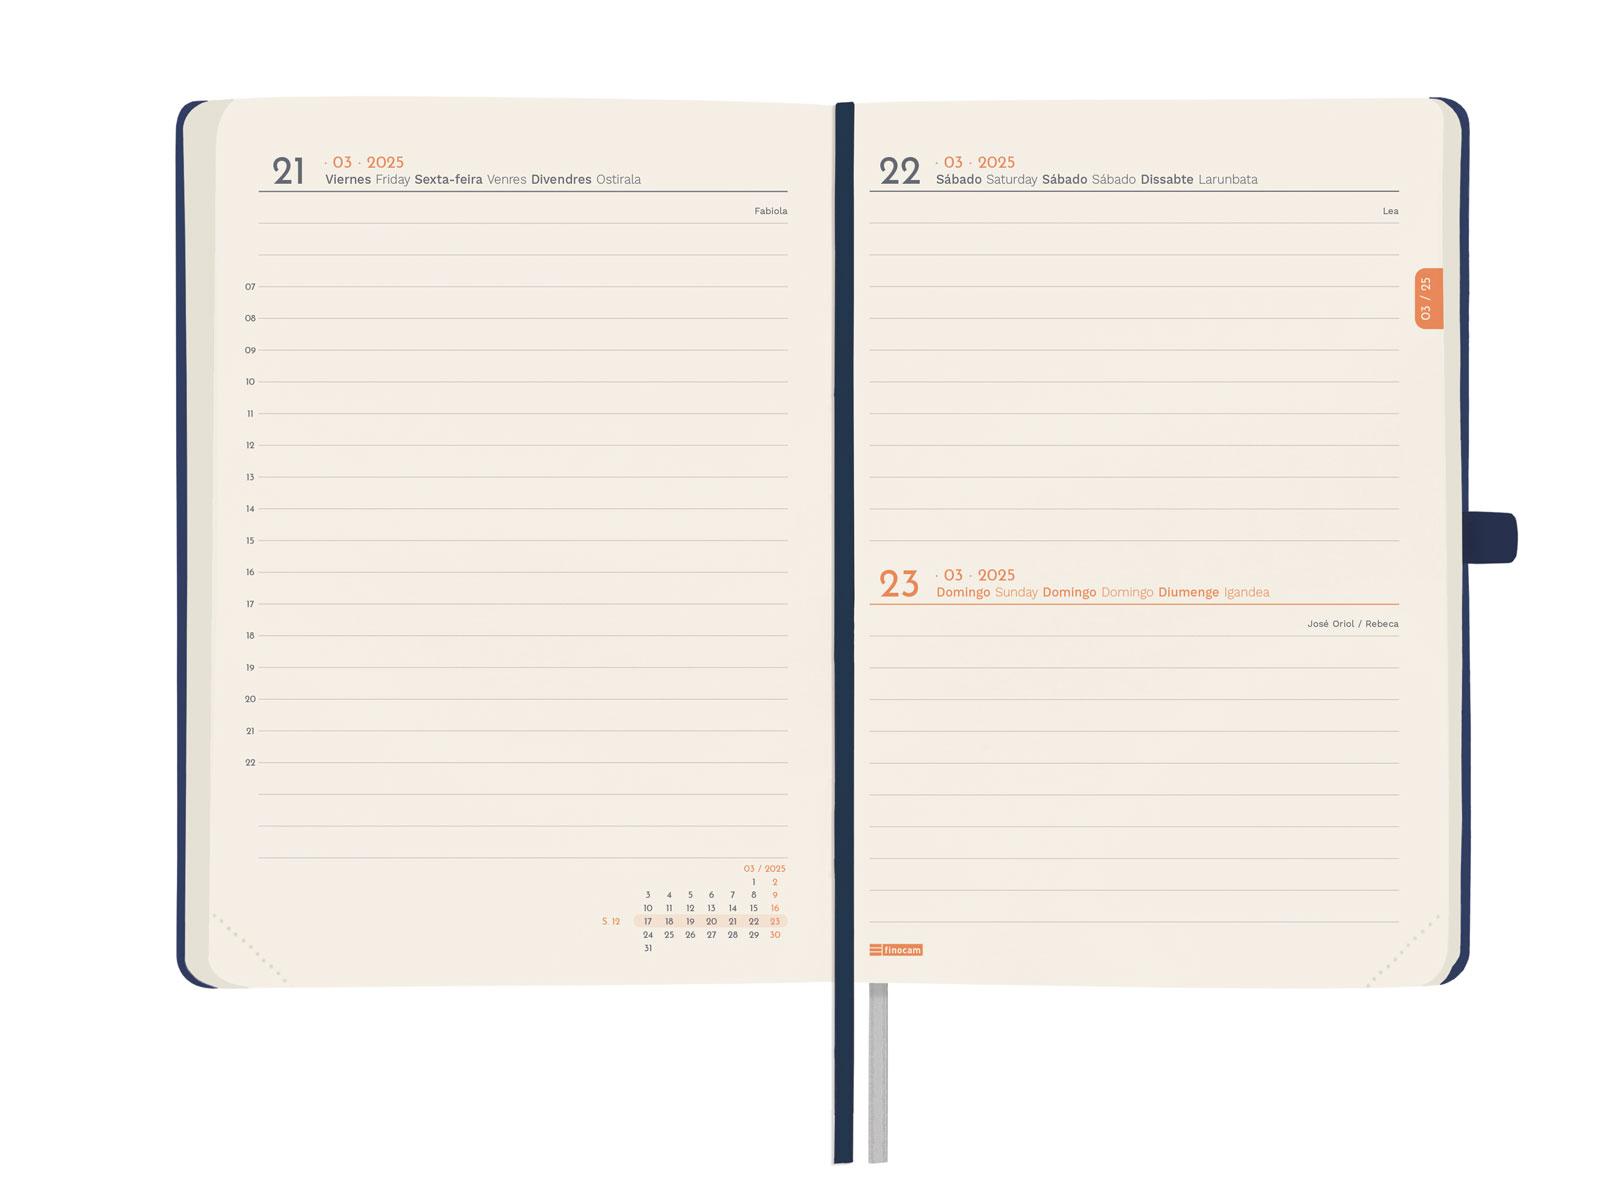 21 · 03 · 2025
Viernes Friday Sexta-feira Venres Divendres Ostirala
Fabiola
07
08
09
10
11
12
13
14
15
16
17
18
19
20
21
22
03 / 2025
1 2
3 4 5 6 7 8 9
10 11 12 13 14 15 16
S. 12 17 18 19 20 21 22 23
24 25 26 27 28 29 30
31
22 · 03 · 2025
Sábado Saturday Sábado Sábado Dissabte Larunbata
Lea
03 / 25
23 · 03 · 2025
Domingo Sunday Domingo Domingo Diumenge Igandea
José Oriol / Rebeca
finocam